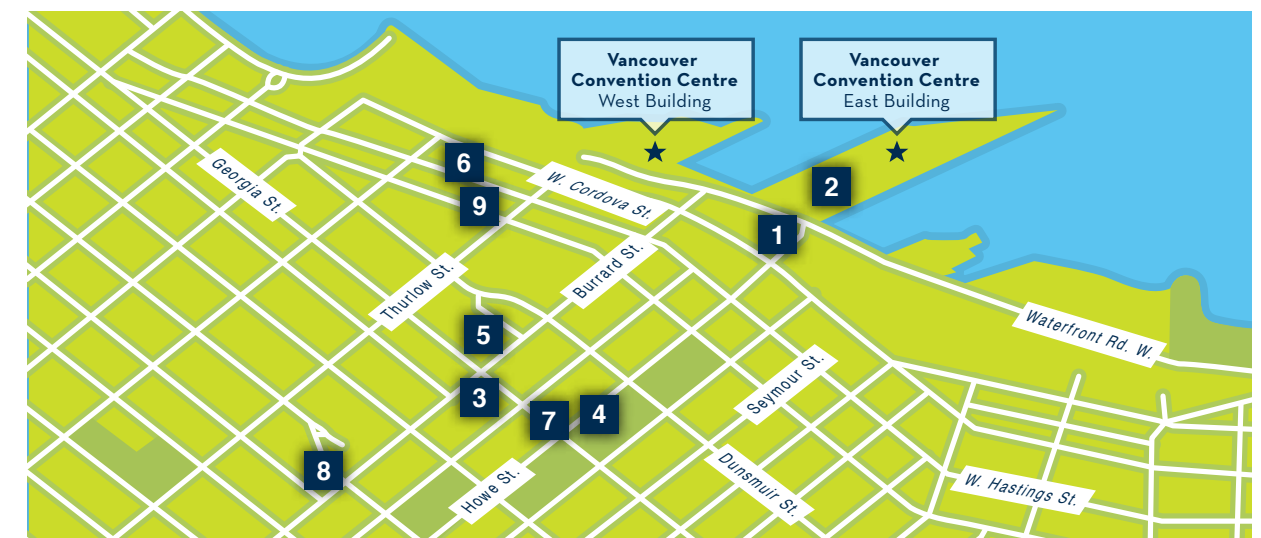 Vancouver
Convention Centre
West Building
Vancouver
Convention Centre
East Building
6
W. Cordova St.
2
Georgia St.
9
1
Burrard St.
Thurlow St.
5
Waterfront Rd. W.
3
7
4
Seymour St.
8
Howe St.
Dunsmuir St.
W. Hastings St.